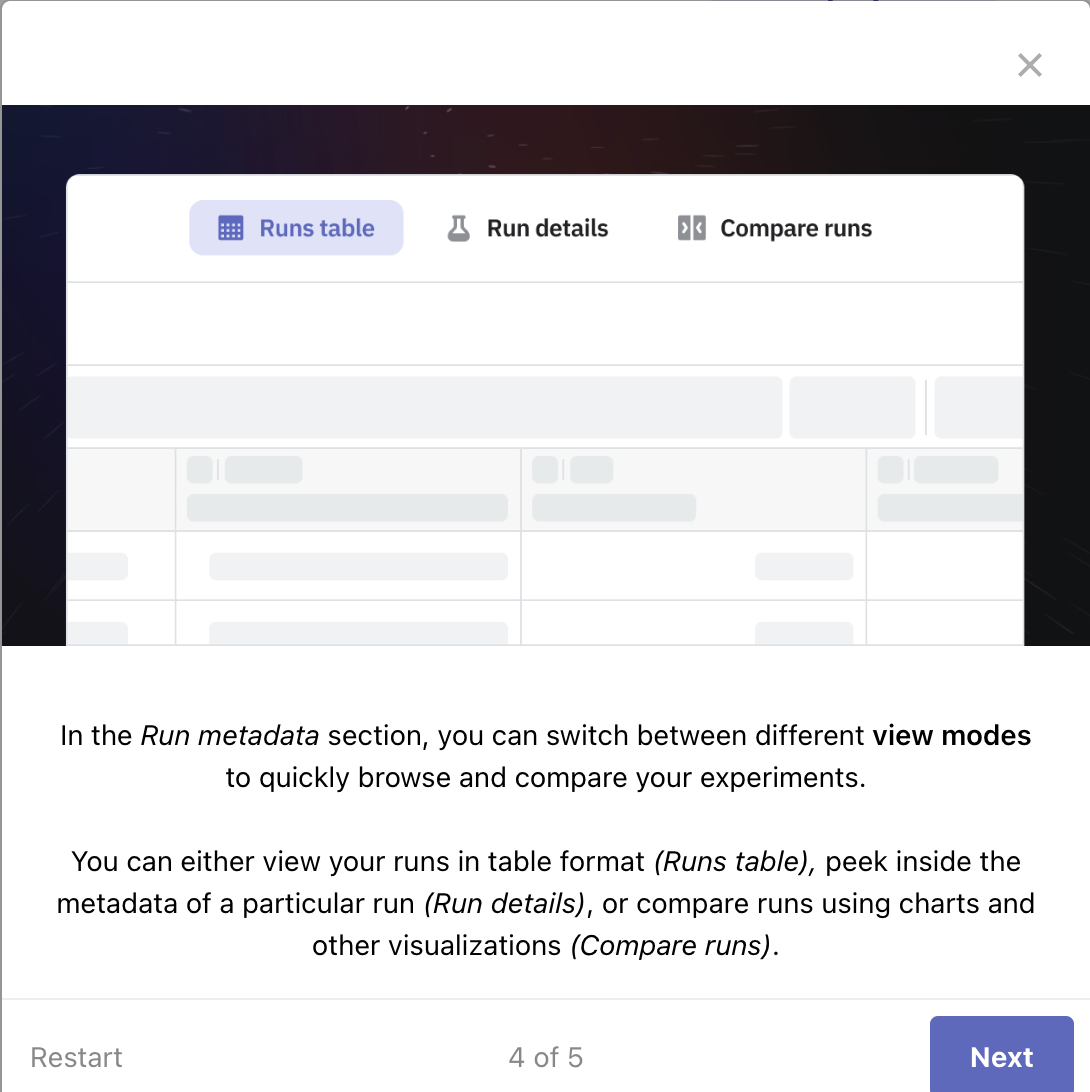 Runs table Run details Compare runs
In the Run metadata section, you can switch between different view modes
to quickly browse and compare your experiments.
You can either view your runs in table format (Runs table), peek inside the
metadata of a particular run (Run details), or compare runs using charts and
other visualizations (Compare runs).
Restart 4 of 5 Next